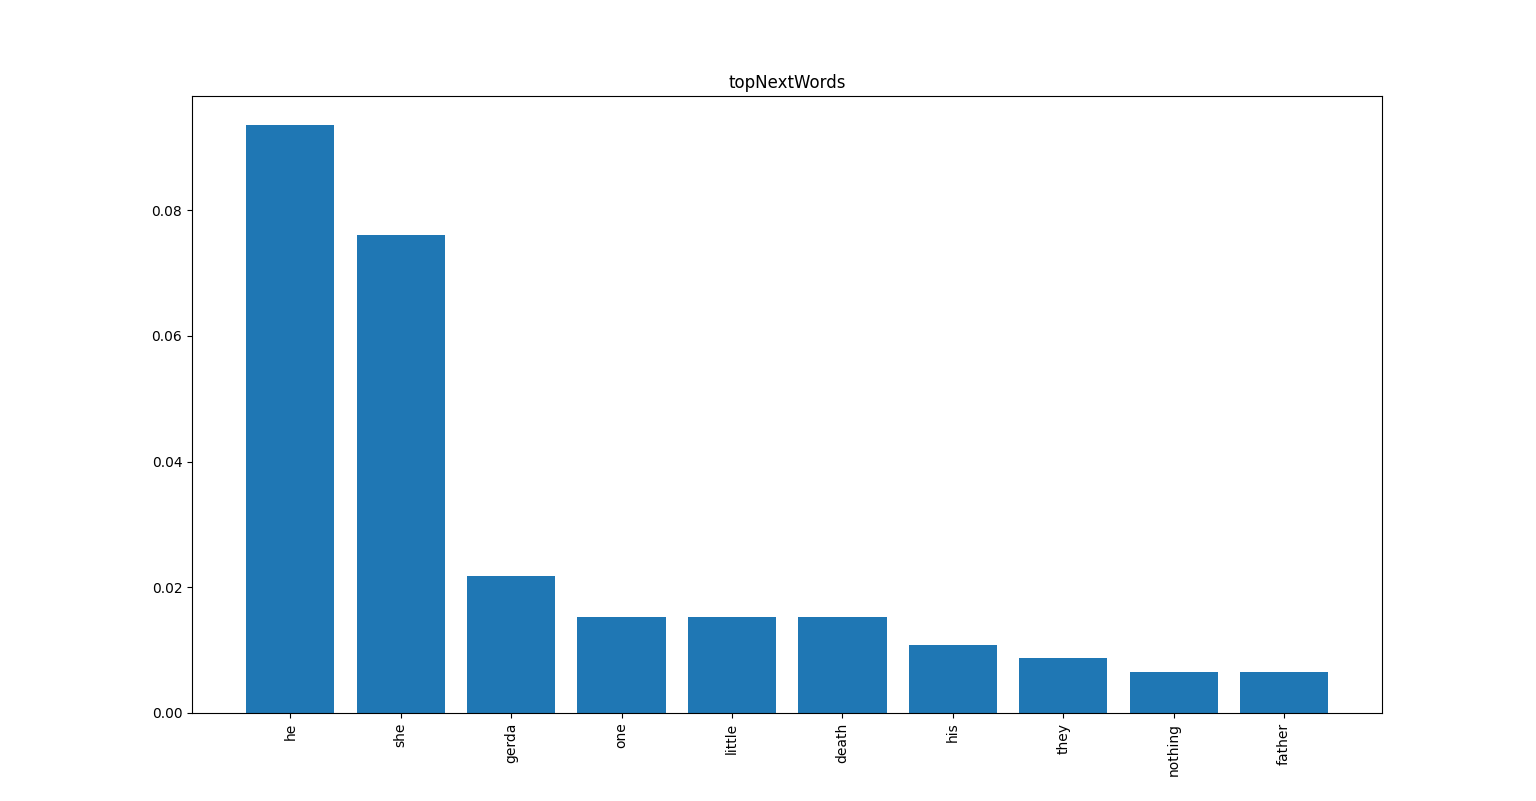 topNextWords
0.08
0.06
0.04
0.02
0.00
he
she
gerda
one
little
death
his
they
nothing
father